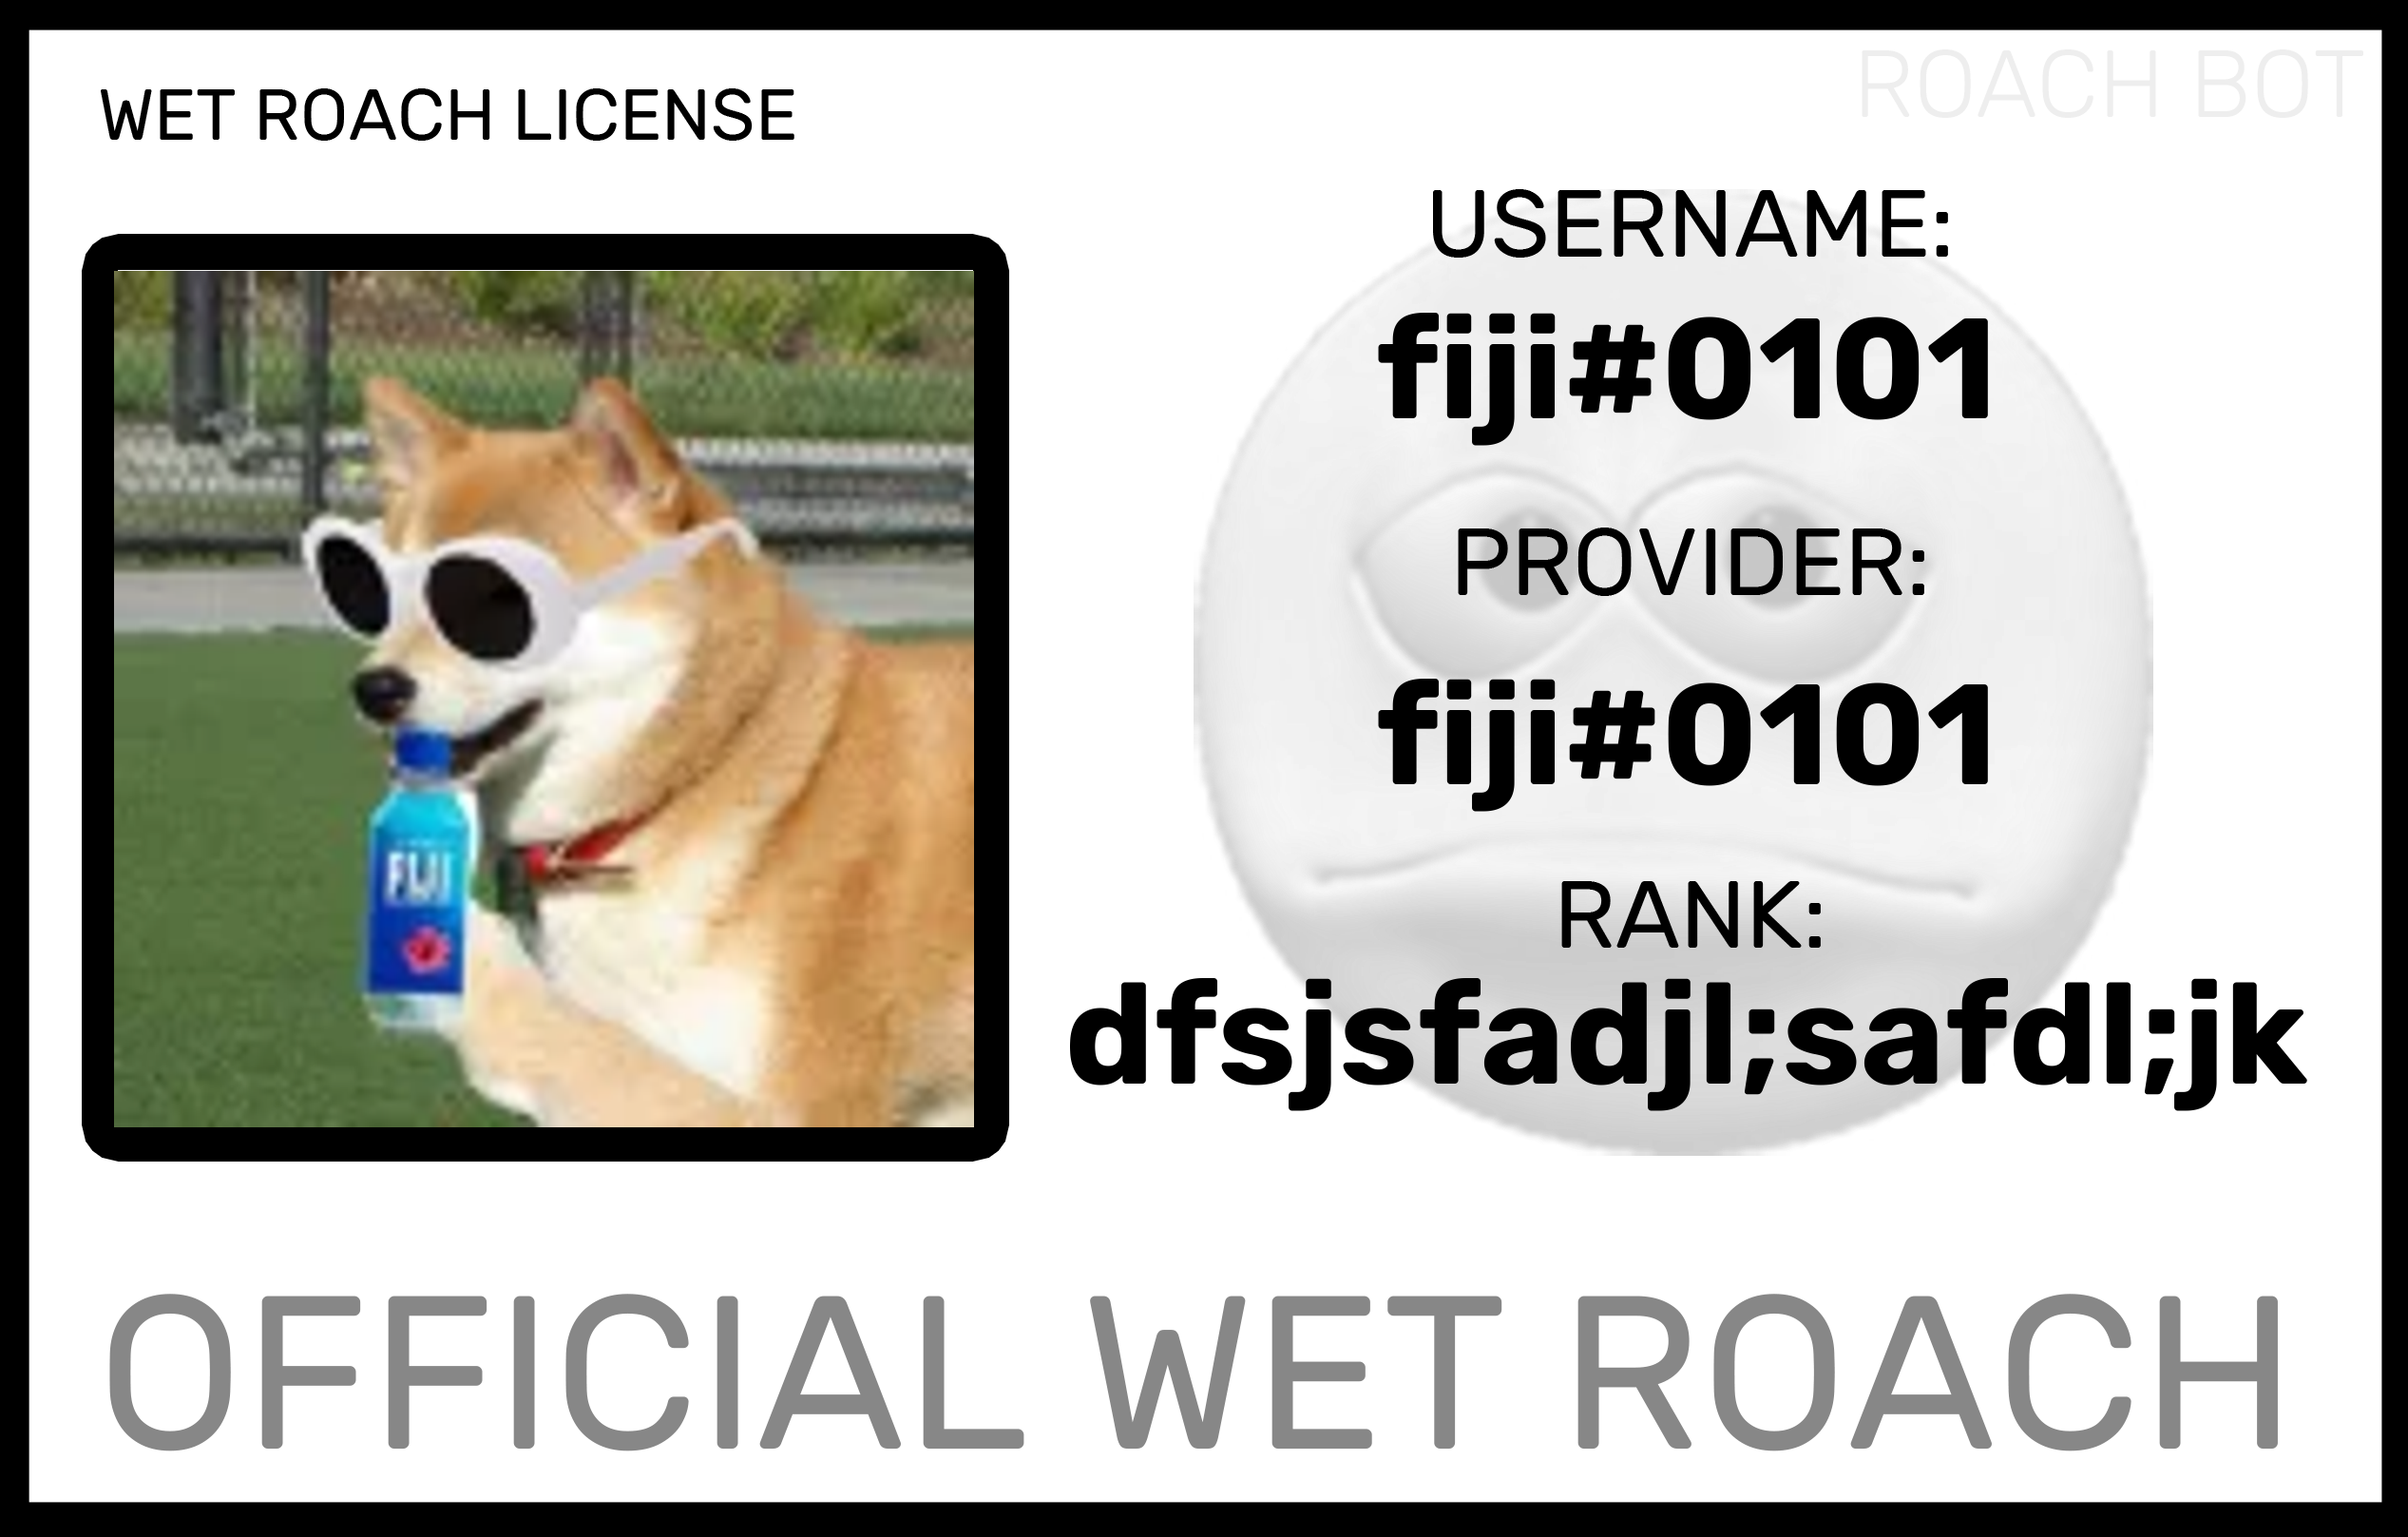 ROACH BOT
WET ROACH LICENSE
USERNAME:
fiji#0101
PROVIDER:
fiji#0101
RANK:
dfsjsfadjl;safdl;jk
FIJI
OFFICIAL WET ROACH